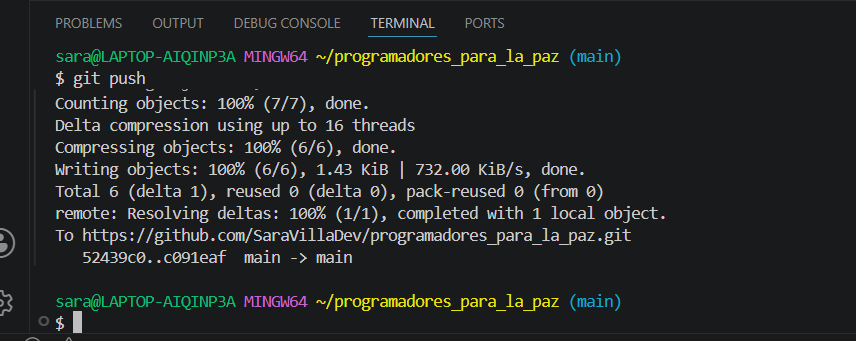 PROBLEMS OUTPUT DEBUG CONSOLE TERMINAL PORTS
sara@LAPTOP-AIQINP3A MINGW64 ~/programadores_para_la_paz (main)
$ git push
Counting objects: 100% (7/7), done.
Delta compression using up to 16 threads
Compressing objects: 100% (6/6), done.
Writing objects: 100% (6/6), 1.43 KiB | 732.00 KiB/s, done.
Total 6 (delta 1), reused 0 (delta 0), pack-reused 0 (from 0)
remote: Resolving deltas: 100% (1/1), completed with 1 local object.
To https://github.com/SaraVillaDev/programadores_para_la_paz.git
52439c0..c091eaf main -> main
sara@LAPTOP-AIQINP3A MINGW64 ~/programadores_para_la_paz (main)
$